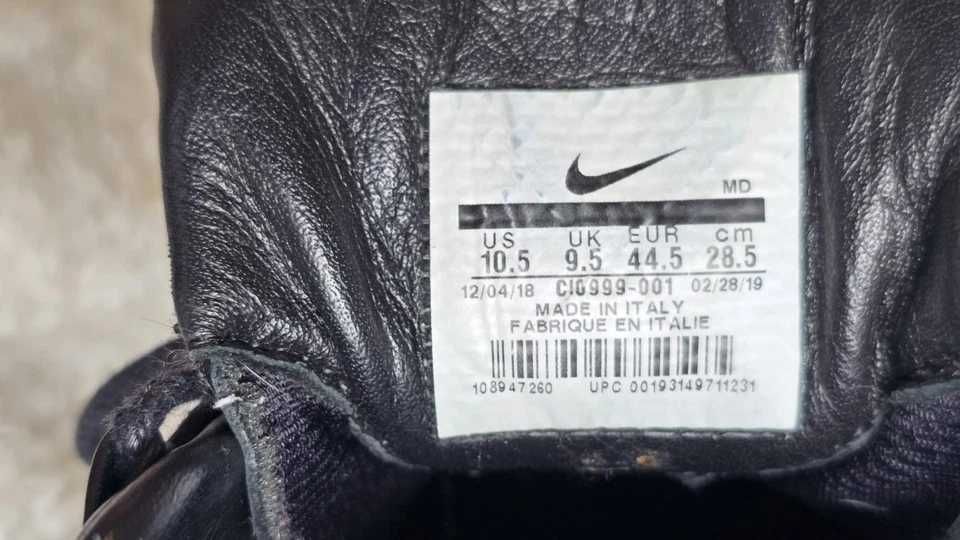 MD
US UK EUR cm
10.5 9.5 44.5 28.5
12/04/18 CI0999-001 02/28/19
MADE IN ITALY
FABRIQUE EN ITALIE
108947260 UPC 00193149711231